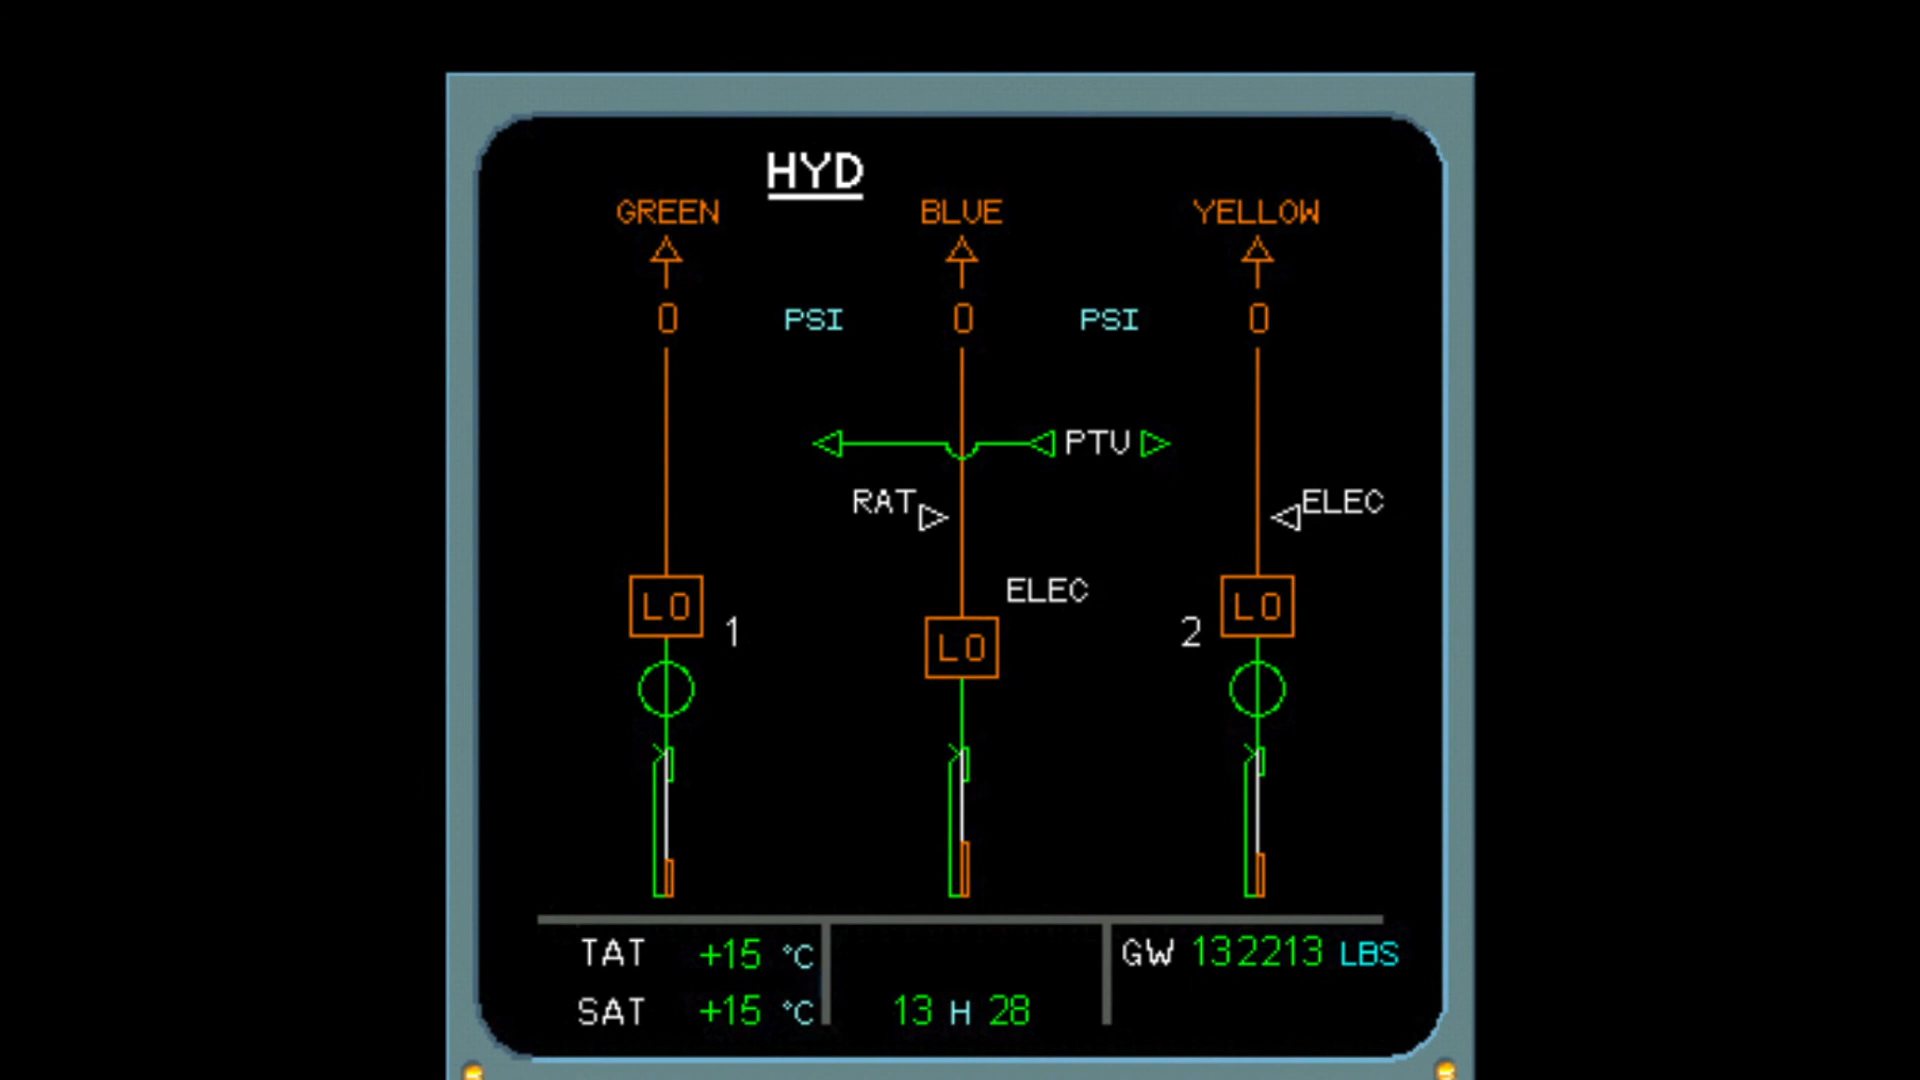 HYD
GREEN BLUE YELLOW
0 PSI 0 PSI 0
PTU
RAT ELEC
ELEC
LO LO
1 2
LO
TAT +15 °C GW 132213 LBS
SAT +15 °C 13 H 28